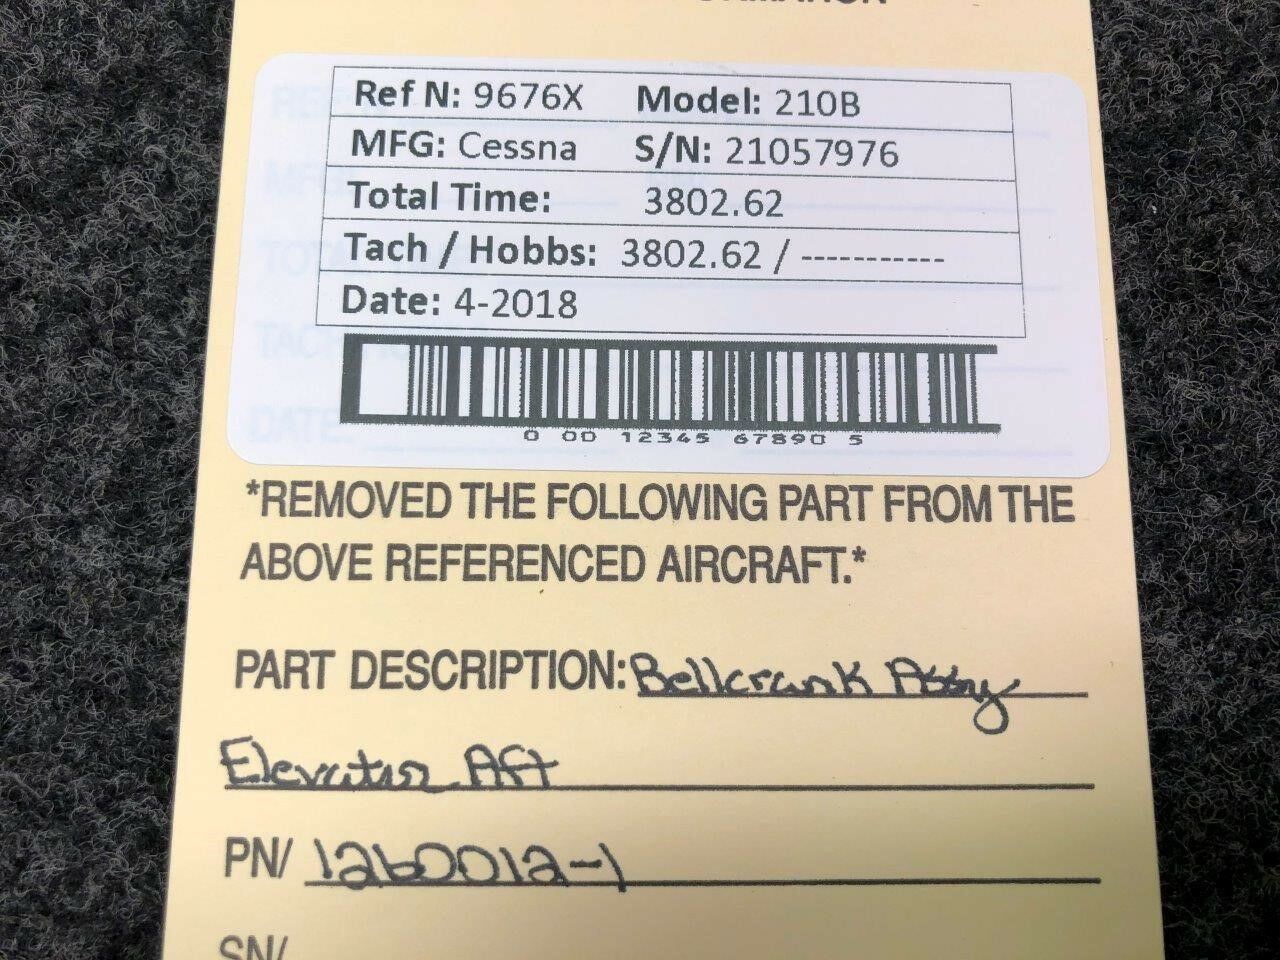 Ref N: 9676X Model: 210B
MFG: Cessna S/N: 21057976
Total Time: 3802.62
Tach / Hobbs: 3802.62 / -----------
Date: 4-2018
0 00 12345 67890 5
*REMOVED THE FOLLOWING PART FROM THE
ABOVE REFERENCED AIRCRAFT.*
PART DESCRIPTION: Bellcrank Assy
Elevator Aft
PN/ 1260012-1
SN/